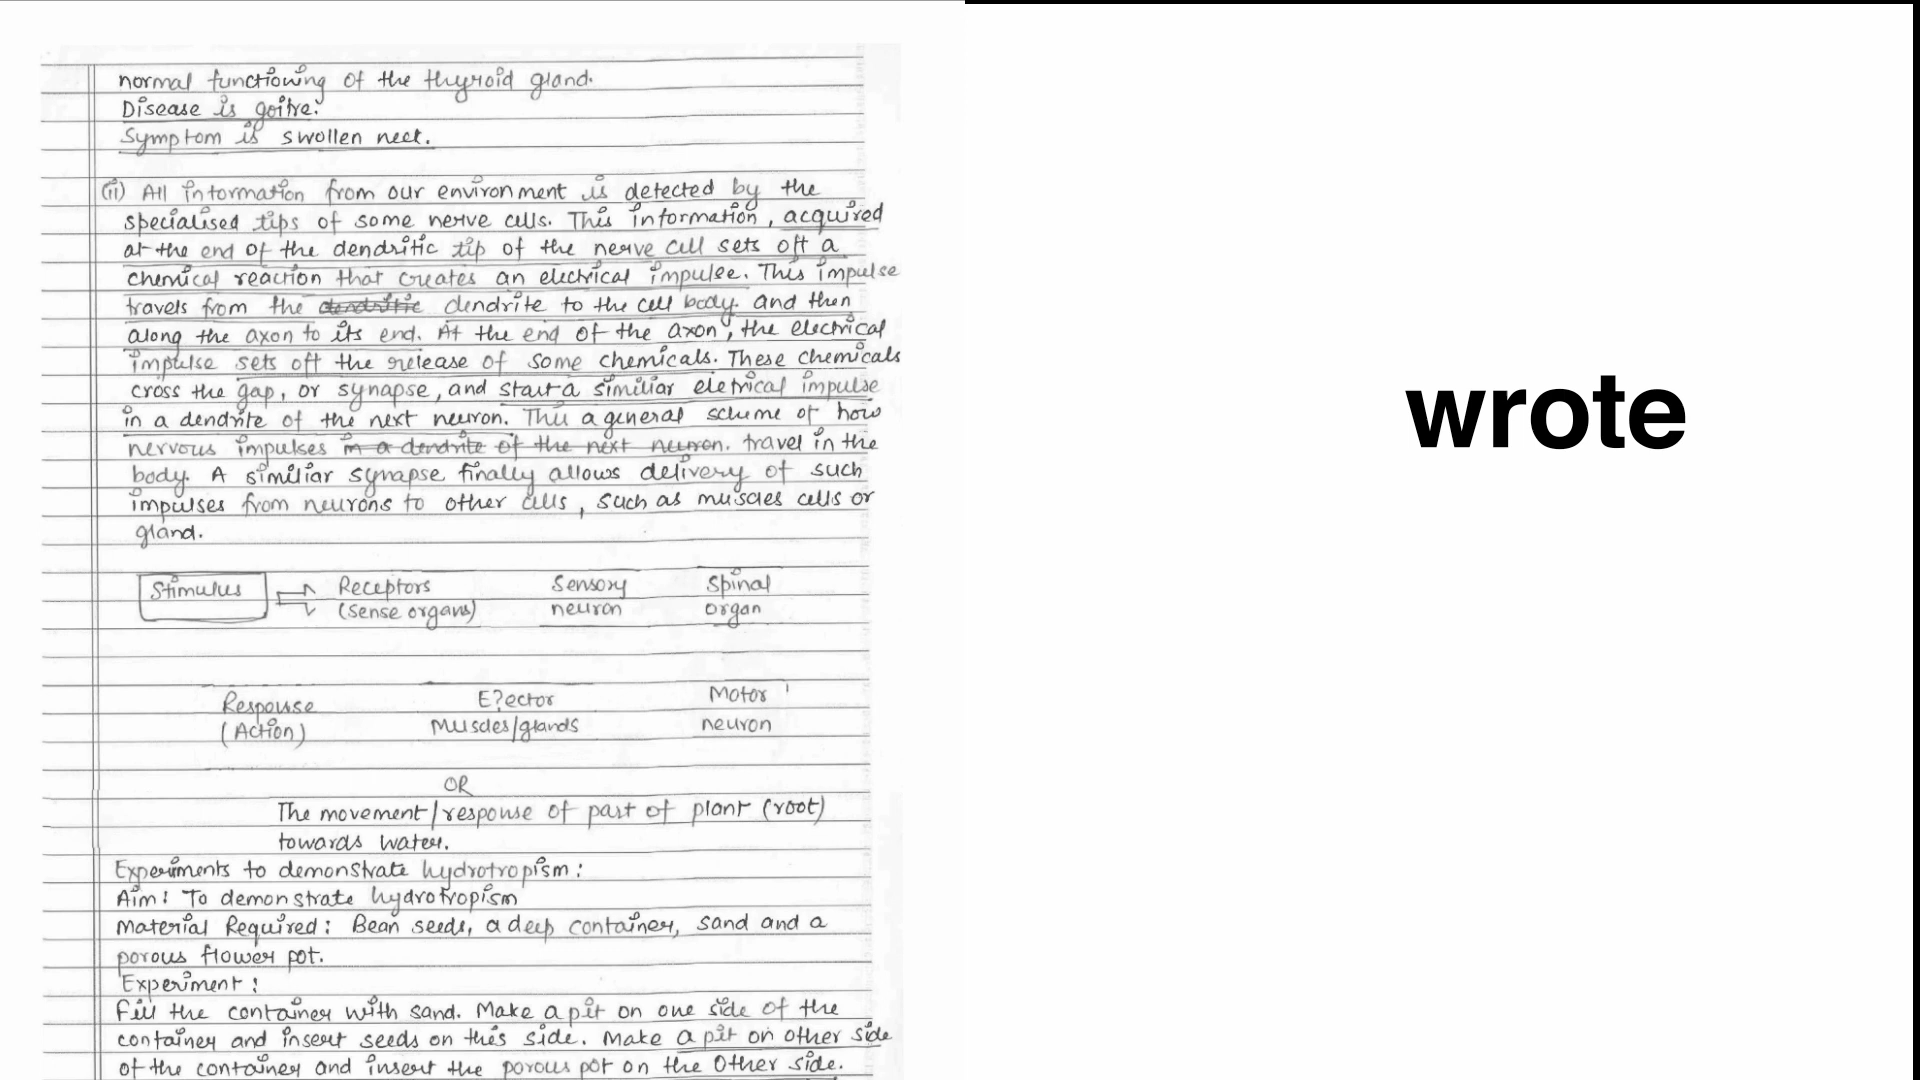 normal functioning of the thyroid gland.
Disease is goitre.
Symptom is swollen neck.
(ii) All information from our environment is detected by the
specialised tips of some nerve cells. This information, acquired
at the end of the dendritic tip of the nerve cell sets off a
chemical reaction that creates an electrical impulse. This impulse
travels from the dendritic dendrite to the cell body. and then
along the axon to its end. At the end of the axon, the electrical
impulse sets off the release of some chemicals. These chemicals
cross the gap, or synapse, and start a similiar eletrical impulse
in a dendrite of the next neuron. This a general scheme of how
nervous impulses in a dendrite of the next neuron. travel in the
body. A similiar synapse finally allows delivery of such
impulses from neurons to other cells, such as muscles cells or
gland.
Stimulus Receptors Sensory Spinal
(Sense organs) neuron organ
Response E?ector Motor
(Action) Muscles/glands neuron
OR
The movement/response of part of plant (root)
towards water.
Experiments to demonstrate hydrotropism:
Aim: To demonstrate hydrotropism
Material Required: Bean seeds, a deep container, sand and a
porous flower pot.
Experiment:
Fill the container with sand. Make a pit on one side of the
container and insert seeds on this side. Make a pit on other side
of the container and insert the porous pot on the other side.
wrote